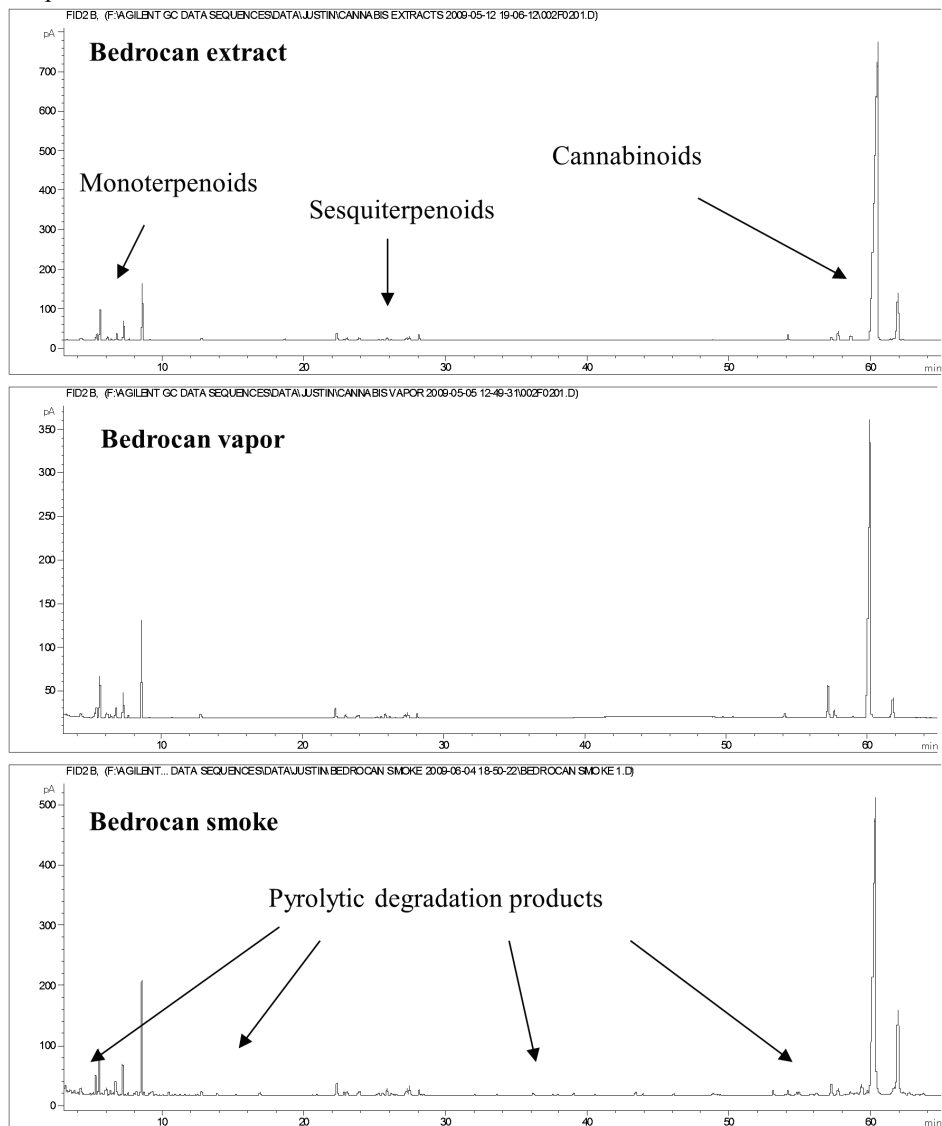 FID2 B, (F:\AGILENT GC DATA SEQUENCES\DATA\JUSTIN\CANNABIS EXTRACTS 2009-05-12 19-06-12\002F0201.D)
pA
Bedrocan extract
700
600
500
Cannabinoids
Monoterpenoids
400
Sesquiterpenoids
300
200
100
0
10 20 30 40 50 60 min
FID2 B, (F:\AGILENT GC DATA SEQUENCES\DATA\JUSTIN\CANNABIS VAPOR 2009-05-05 12-49-31\002F0201.D)
pA
Bedrocan vapor
350
300
250
200
150
100
50
10 20 30 40 50 60 min
FID2 B, (F:\AGILENT... DATA SEQUENCES\DATA\JUSTIN\BEDROCAN SMOKE 2009-06-04 18-50-22\BEDROCAN SMOKE 1.D)
pA
Bedrocan smoke
500
400
Pyrolytic degradation products
300
200
100
0
10 20 30 40 50 60 min